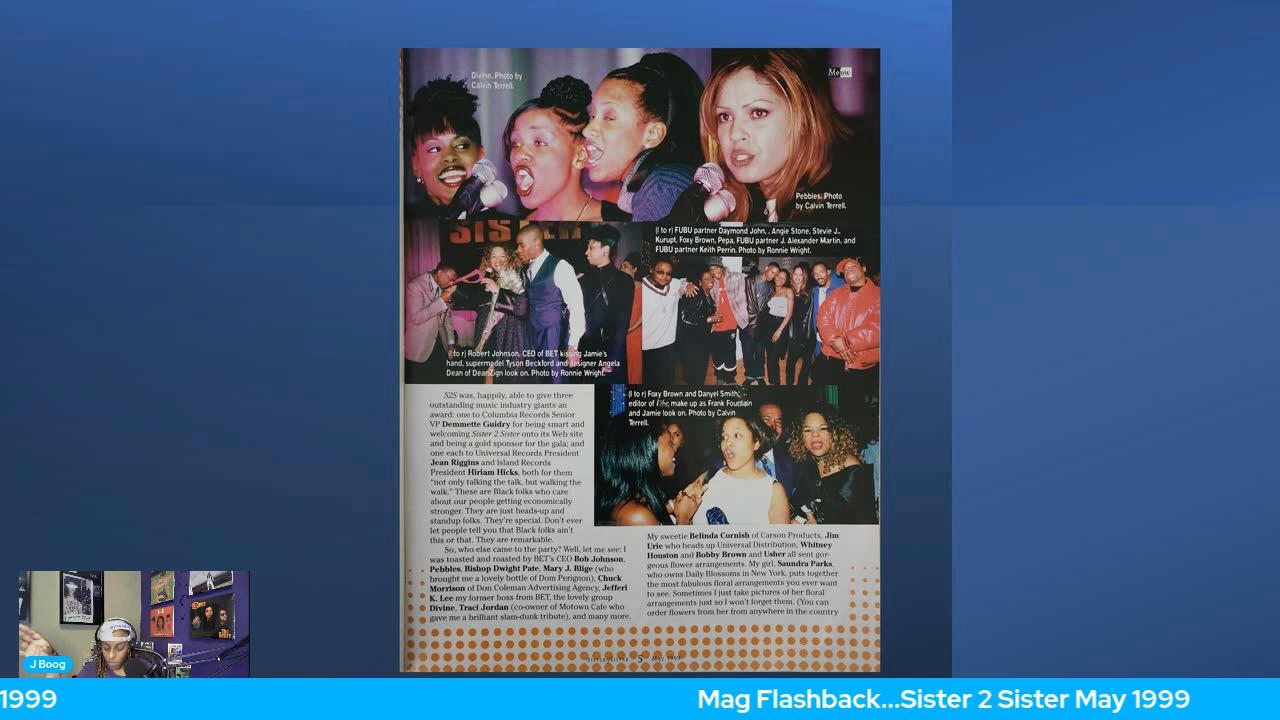 Divine. Photo by
Calvin Terrell.
Meow
Pebbles. Photo
by Calvin Terrell.
SISTER
(l to r) FUBU partner Daymond John, , Angie Stone, Stevie J.,
Kurupt, Foxy Brown, Pepa, FUBU partner J. Alexander Martin, and
FUBU partner Keith Perrin. Photo by Ronnie Wright.
(l to r) Robert Johnson, CEO of BET kissing Jamie's
hand, supermodel Tyson Beckford and designer Angela
Dean of DeanZign look on. Photo by Ronnie Wright.
(l to r) Foxy Brown and Danyel Smith,
editor of Vibe, make up as Frank Fountain
and Jamie look on. Photo by Calvin
Terrell.
S2S was, happily, able to give three
outstanding music industry giants an
award: one to Columbia Records Senior
VP Demmette Guidry for being smart and
welcoming Sister 2 Sister onto its Web site
and being a gold sponsor for the gala; and
one each to Universal Records President
Jean Riggins and Island Records
President Hiriam Hicks, both for them
“not only talking the talk, but walking the
walk.” These are Black folks who care
about our people getting economically
stronger. They are just heads-up and
standup folks. They're special. Don't ever
let people tell you that Black folks ain't
this or that. They are remarkable.
So, who else came to the party? Well, let me see: I
was toasted and roasted by BET's CEO Bob Johnson,
Pebbles, Bishop Dwight Pate, Mary J. Blige (who
brought me a lovely bottle of Dom Perignon), Chuck
Morrison of Don Coleman Advertising Agency, Jefferi
K. Lee my former boss from BET, the lovely group
Divine, Traci Jordan (co-owner of Motown Cafe who
gave me a brilliant slam-dunk tribute), and many more.
My sweetie Belinda Cornish of Carson Products, Jim
Urie who heads up Universal Distribution, Whitney
Houston and Bobby Brown and Usher all sent gor-
geous flower arrangements. My girl, Saundra Parks,
who owns Daily Blossoms in New York, puts together
the most fabulous floral arrangements you ever want
to see. Sometimes I just take pictures of her floral
arrangements just so I won't forget them. (You can
order flowers from her from anywhere in the country
SISTER 2 SISTER 5 MAY 1999
J Boog
1999
Mag Flashback...Sister 2 Sister May 1999